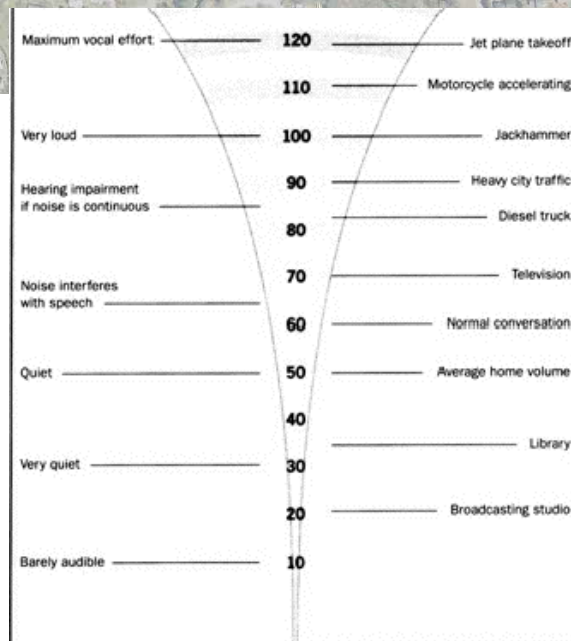 Maximum vocal effort
120
Jet plane takeoff
110
Motorcycle accelerating
Very loud
100
Jackhammer
90
Heavy city traffic
Hearing impairment
if noise is continuous
Diesel truck
80
70
Television
Noise interferes
with speech
60
Normal conversation
Quiet
50
Average home volume
40
Library
Very quiet
30
20
Broadcasting studio
Barely audible
10